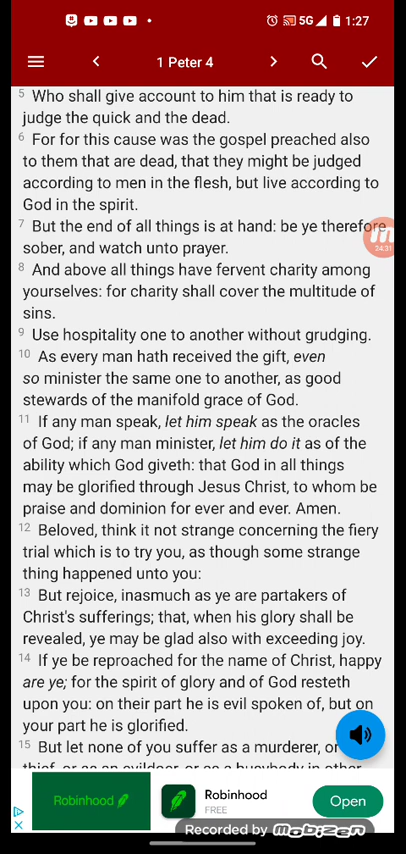 5G 1:27
1 Peter 4
5 Who shall give account to him that is ready to
judge the quick and the dead.
6 For for this cause was the gospel preached also
to them that are dead, that they might be judged
according to men in the flesh, but live according to
God in the spirit.
7 But the end of all things is at hand: be ye therefore
sober, and watch unto prayer.
8 And above all things have fervent charity among
yourselves: for charity shall cover the multitude of
sins.
9 Use hospitality one to another without grudging.
10 As every man hath received the gift, even
so minister the same one to another, as good
stewards of the manifold grace of God.
11 If any man speak, let him speak as the oracles
of God; if any man minister, let him do it as of the
ability which God giveth: that God in all things
may be glorified through Jesus Christ, to whom be
praise and dominion for ever and ever. Amen.
12 Beloved, think it not strange concerning the fiery
trial which is to try you, as though some strange
thing happened unto you:
13 But rejoice, inasmuch as ye are partakers of
Christ's sufferings; that, when his glory shall be
revealed, ye may be glad also with exceeding joy.
14 If ye be reproached for the name of Christ, happy
are ye; for the spirit of glory and of God resteth
upon you: on their part he is evil spoken of, but on
your part he is glorified.
15 But let none of you suffer as a murderer, or
thief, or as an evildoer, or as a busybody in other
24:31
Robinhood
Robinhood
FREE
Open
Recorded by mobizen